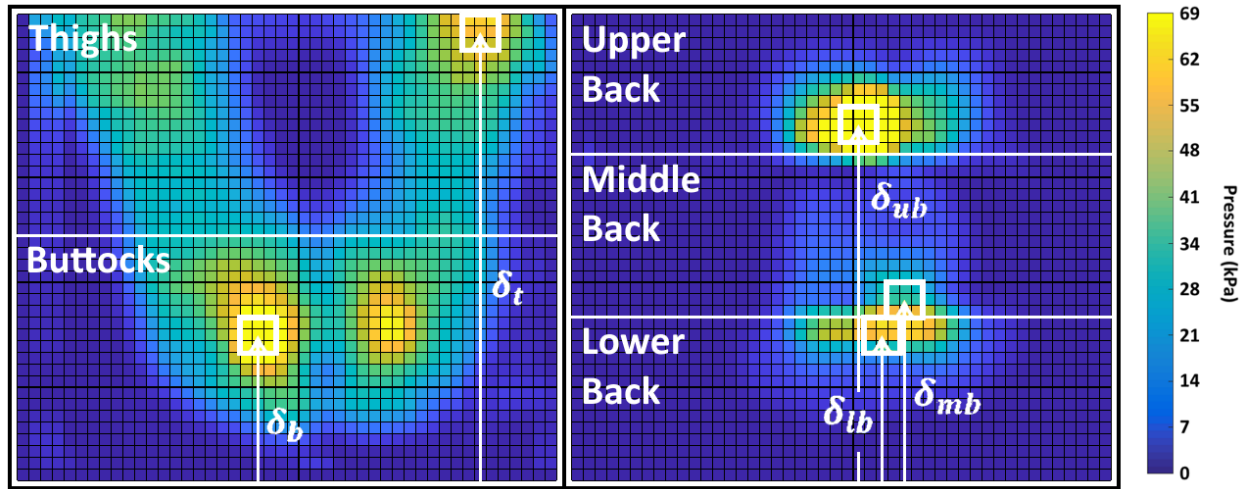 Thighs
Buttocks
δt
δb
Upper
Back
Middle
Back
δub
Lower
Back
δlb
δmb
69
62
55
48
41
34
28
21
14
7
0
Pressure (kPa)